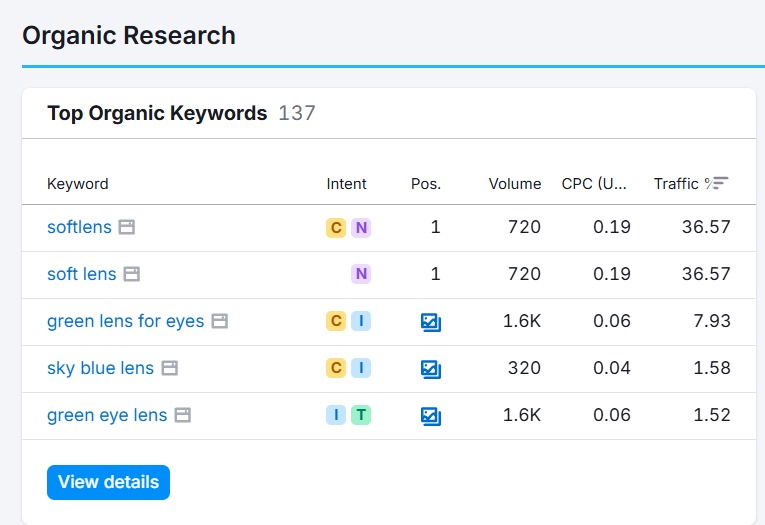 Organic Research
Top Organic Keywords 137
Keyword Intent Pos. Volume CPC (U... Traffic %
softlens C N 1 720 0.19 36.57
soft lens N 1 720 0.19 36.57
green lens for eyes C I 1.6K 0.06 7.93
sky blue lens C I 320 0.04 1.58
green eye lens I T 1.6K 0.06 1.52
View details